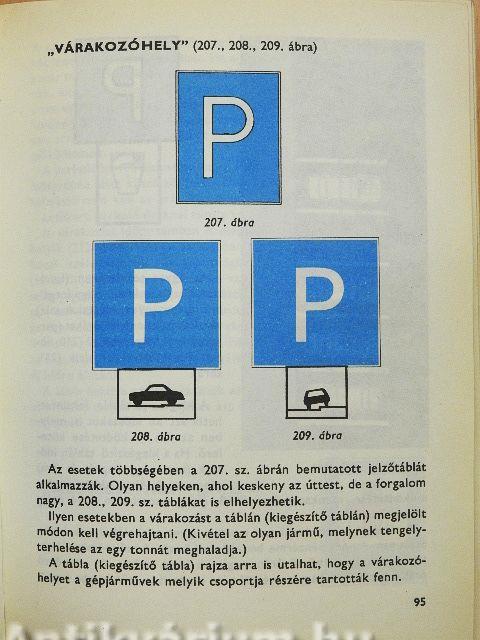 „VÁRAKOZÓHELY” (207., 208., 209. ábra)
P
207. ábra
P
P
208. ábra
209. ábra
Az esetek többségében a 207. sz. ábrán bemutatott jelzőtáblát
alkalmazzák. Olyan helyeken, ahol keskeny az úttest, de a forgalom
nagy, a 208., 209. sz. táblákat is elhelyezhetik.
Ilyen esetekben a várakozást a táblán (kiegészítő táblán) megjelölt
módon kell végrehajtani. (Kivétel az olyan jármű, melynek tengely-
terhelése az egy tonnát meghaladja.)
A tábla (kiegészítő tábla) rajza arra is utalhat, hogy a várakozó-
helyet a gépjárművek melyik csoportja részére tartották fenn.
95
Antikvárium.hu